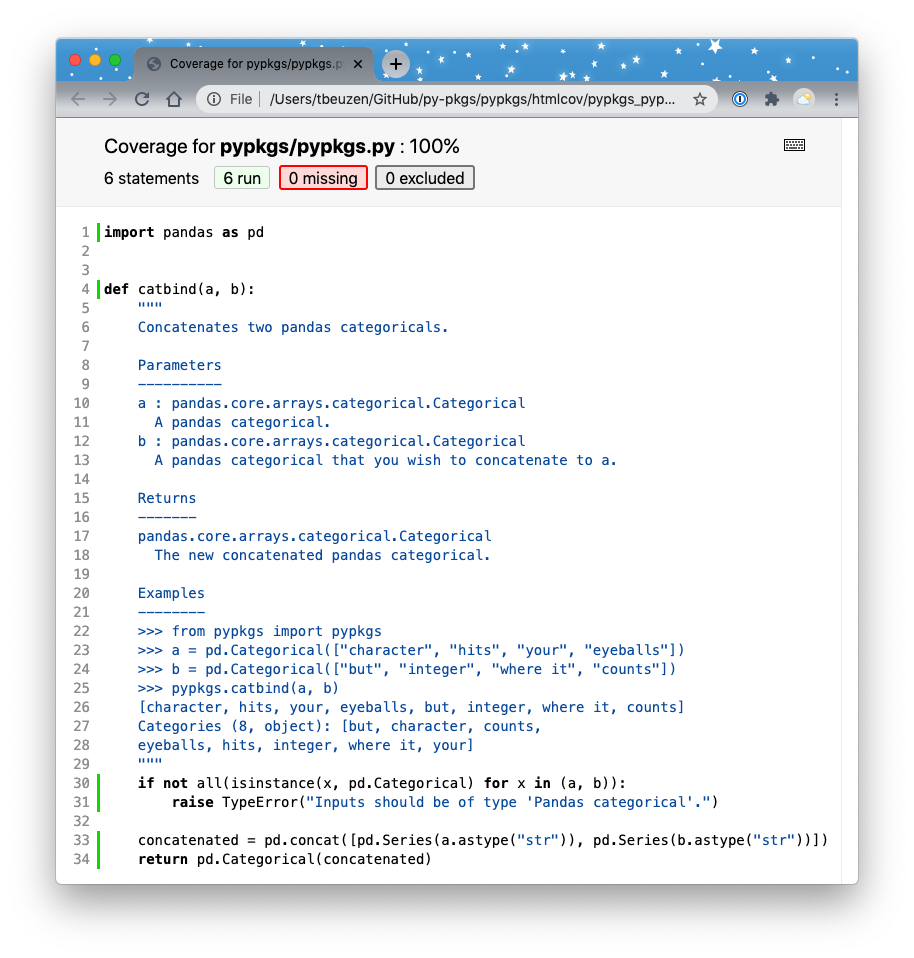 Coverage for pypkgs/pypkgs.p
File /Users/tbeuzen/GitHub/py-pkgs/pypkgs/htmlcov/pypkgs_pyp...
Coverage for pypkgs/pypkgs.py : 100%
6 statements 6 run 0 missing 0 excluded
1 import pandas as pd
2
3
4 def catbind(a, b):
5     """
6     Concatenates two pandas categoricals.
7
8     Parameters
9     ----------
10     a : pandas.core.arrays.categorical.Categorical
11       A pandas categorical.
12     b : pandas.core.arrays.categorical.Categorical
13       A pandas categorical that you wish to concatenate to a.
14
15     Returns
16     -------
17     pandas.core.arrays.categorical.Categorical
18       The new concatenated pandas categorical.
19
20     Examples
21     --------
22     >>> from pypkgs import pypkgs
23     >>> a = pd.Categorical(["character", "hits", "your", "eyeballs"])
24     >>> b = pd.Categorical(["but", "integer", "where it", "counts"])
25     >>> pypkgs.catbind(a, b)
26     [character, hits, your, eyeballs, but, integer, where it, counts]
27     Categories (8, object): [but, character, counts,
28     eyeballs, hits, integer, where it, your]
29     """
30     if not all(isinstance(x, pd.Categorical) for x in (a, b)):
31         raise TypeError("Inputs should be of type 'Pandas categorical'.")
32
33     concatenated = pd.concat([pd.Series(a.astype("str")), pd.Series(b.astype("str"))])
34     return pd.Categorical(concatenated)